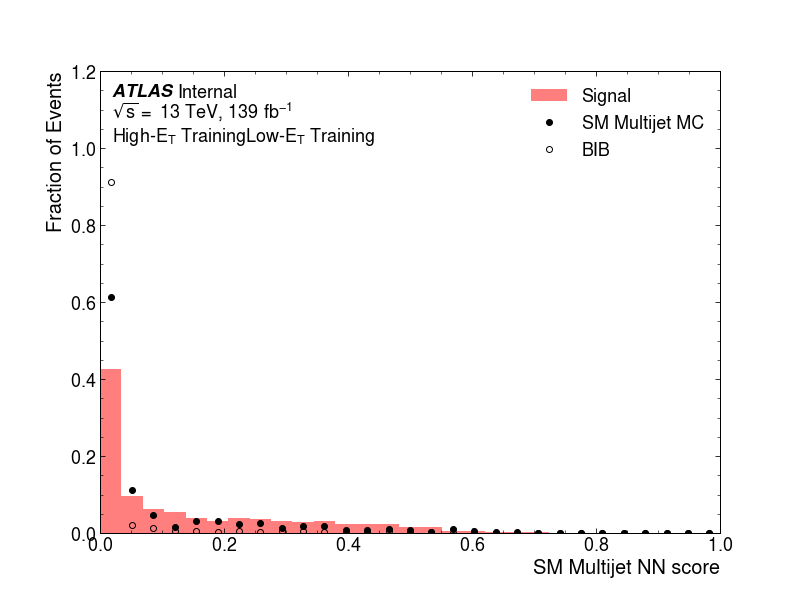 ATLAS Internal
√s = 13 TeV, 139 fb⁻¹
High-E_T TrainingLow-E_T Training
Signal
SM Multijet MC
BIB
Fraction of Events
1.2
1.0
0.8
0.6
0.4
0.2
0.0
0.0 0.2 0.4 0.6 0.8 1.0
SM Multijet NN score